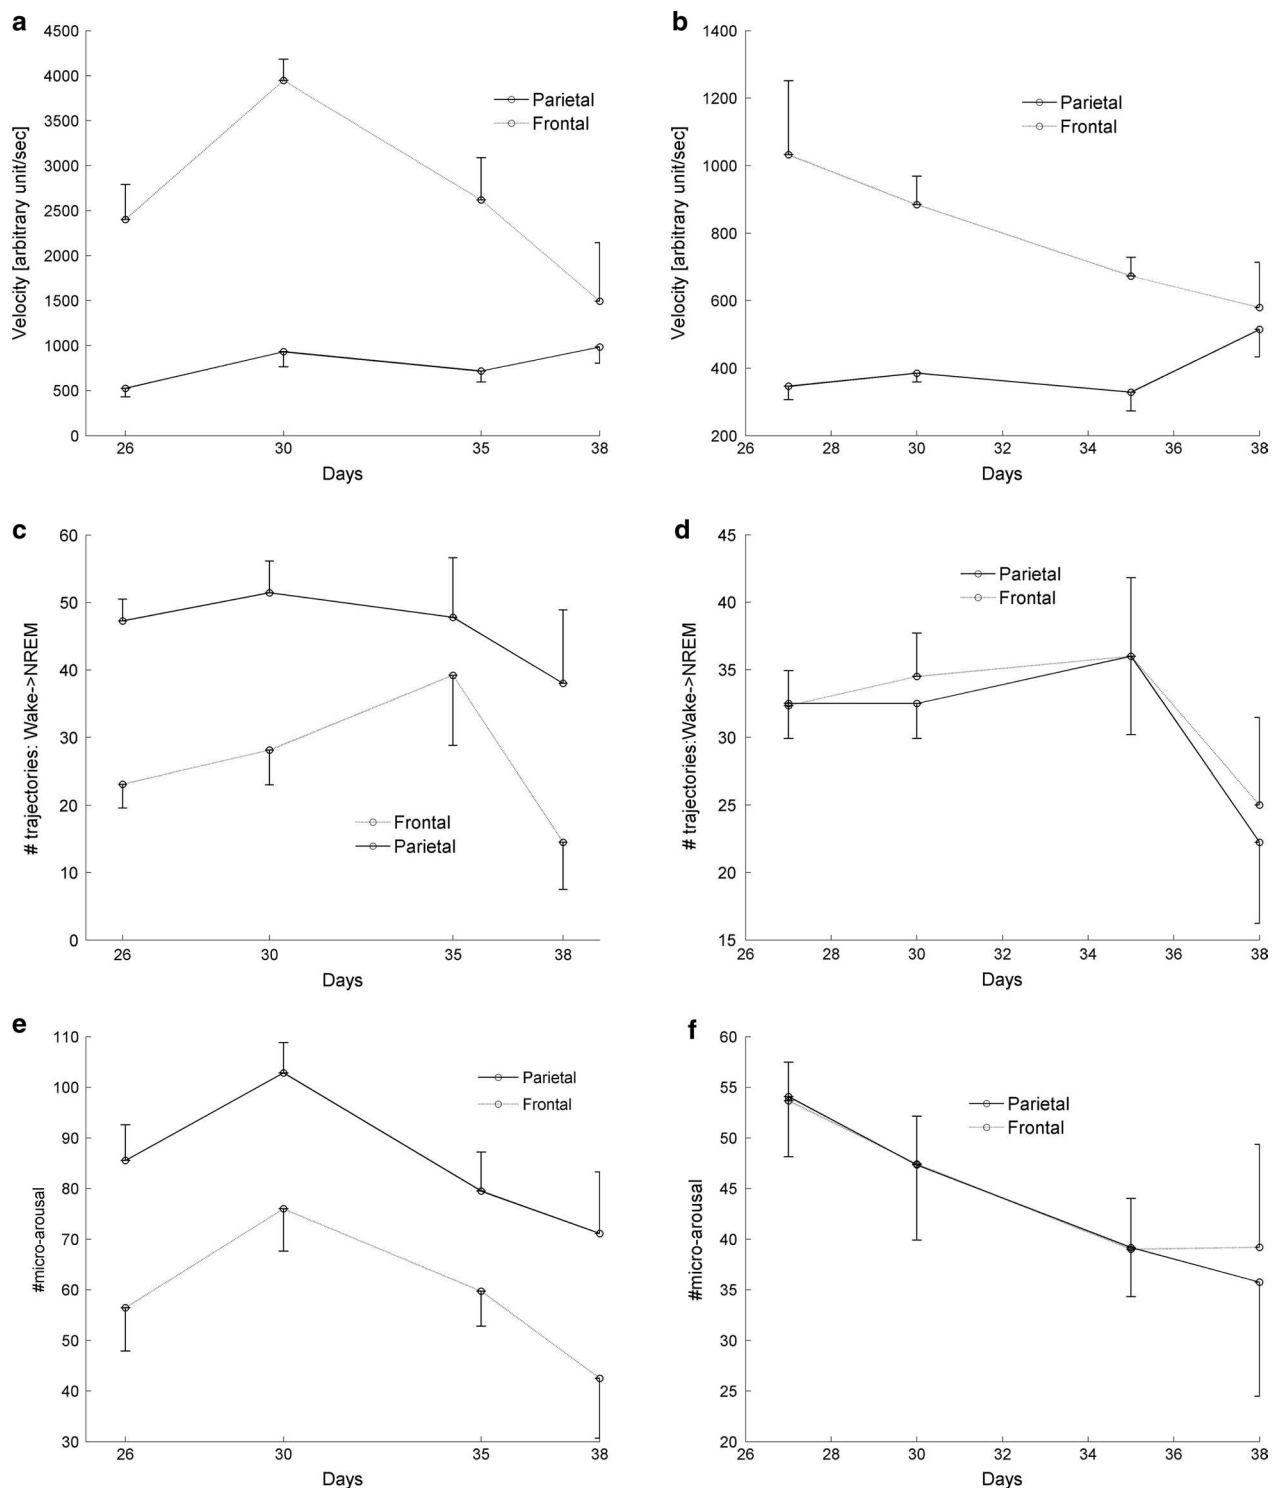 a
4500
4000
3500
3000
2500
2000
1500
1000
500
0
Velocity [arbitrary unit/sec]
Parietal
Frontal
26 30 35 38
Days
b
1400
1200
1000
800
600
400
200
Velocity [arbitrary unit/sec]
Parietal
Frontal
26 28 30 32 34 36 38
Days
c
60
50
40
30
20
10
0
# trajectories: Wake->NREM
Frontal
Parietal
26 30 35 38
Days
d
45
40
35
30
25
22
15
# trajectories:Wake->NREM
Parietal
Frontal
26 28 30 32 34 36 38
Days
e
110
100
90
80
70
60
50
40
30
#micro-arousal
Parietal
Frontal
26 30 35 38
Days
f
60
55
50
45
40
35
30
25
20
#micro-arousal
Parietal
Frontal
26 28 30 32 34 36 38
Days